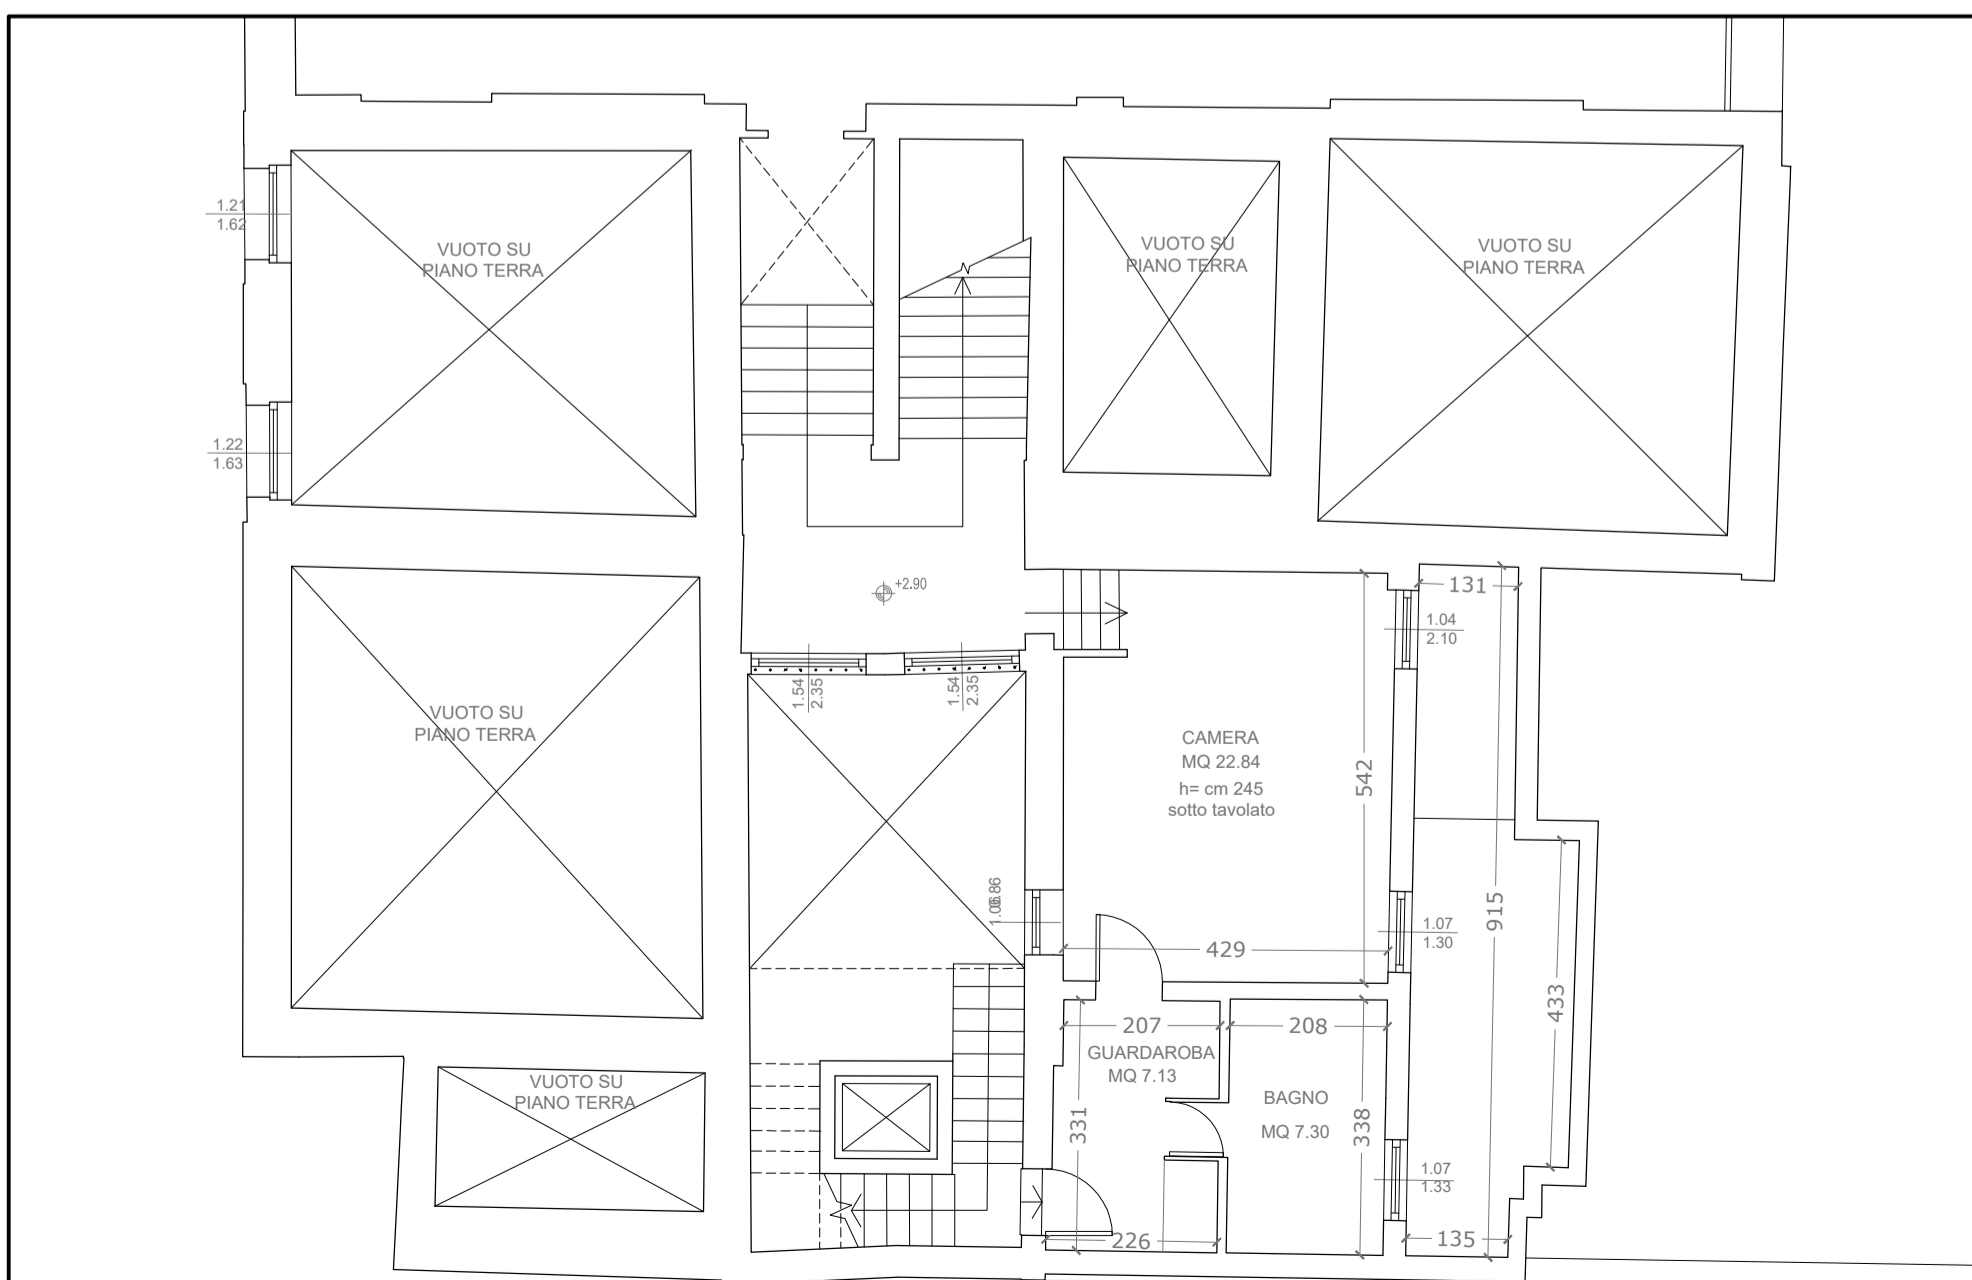 1.21
1.62
VUOTO SU
PIANO TERRA
VUOTO SU
PIANO TERRA
VUOTO SU
PIANO TERRA
1.22
1.63
+2.90
131
1.04
2.10
1.54
2.35
1.54
2.35
VUOTO SU
PIANO TERRA
CAMERA
MQ 22.84
h= cm 245
sotto tavolato
542
915
429
1.07
1.30
433
207
208
GUARDAROBA
MQ 7.13
VUOTO SU
PIANO TERRA
BAGNO
MQ 7.30
331
338
1.07
1.33
226
135